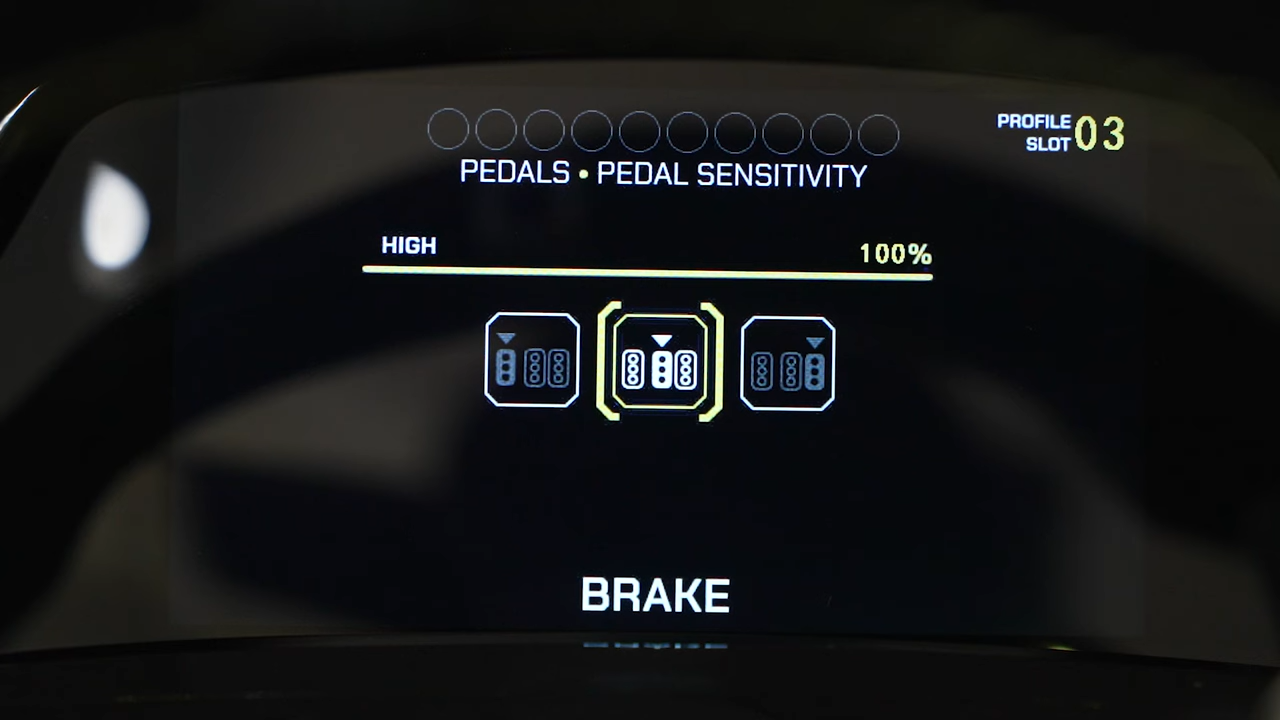 PROFILE
SLOT 03
PEDALS • PEDAL SENSITIVITY
HIGH 100%
BRAKE